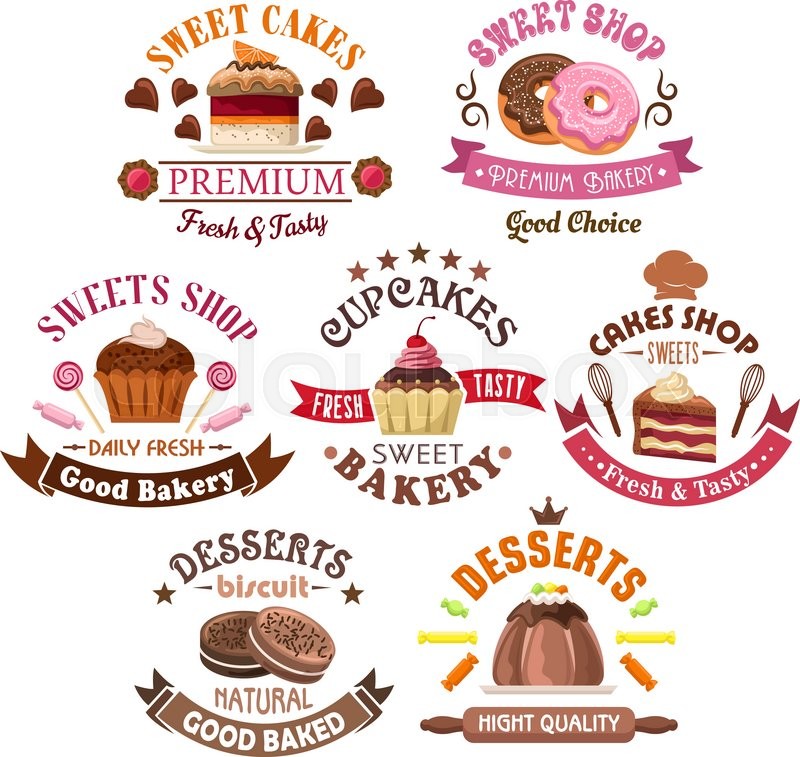 SWEET CAKES
PREMIUM
Fresh & Tasty
SWEET SHOP
PREMIUM BAKERY
Good Choice
SWEETS SHOP
DAILY FRESH
Good Bakery
CUPCAKES
FRESH TASTY
SWEET
BAKERY
CAKES SHOP
SWEETS
Fresh & Tasty
DESSERTS
biscuit
NATURAL
GOOD BAKED
DESSERTS
HIGHT QUALITY
colourbox